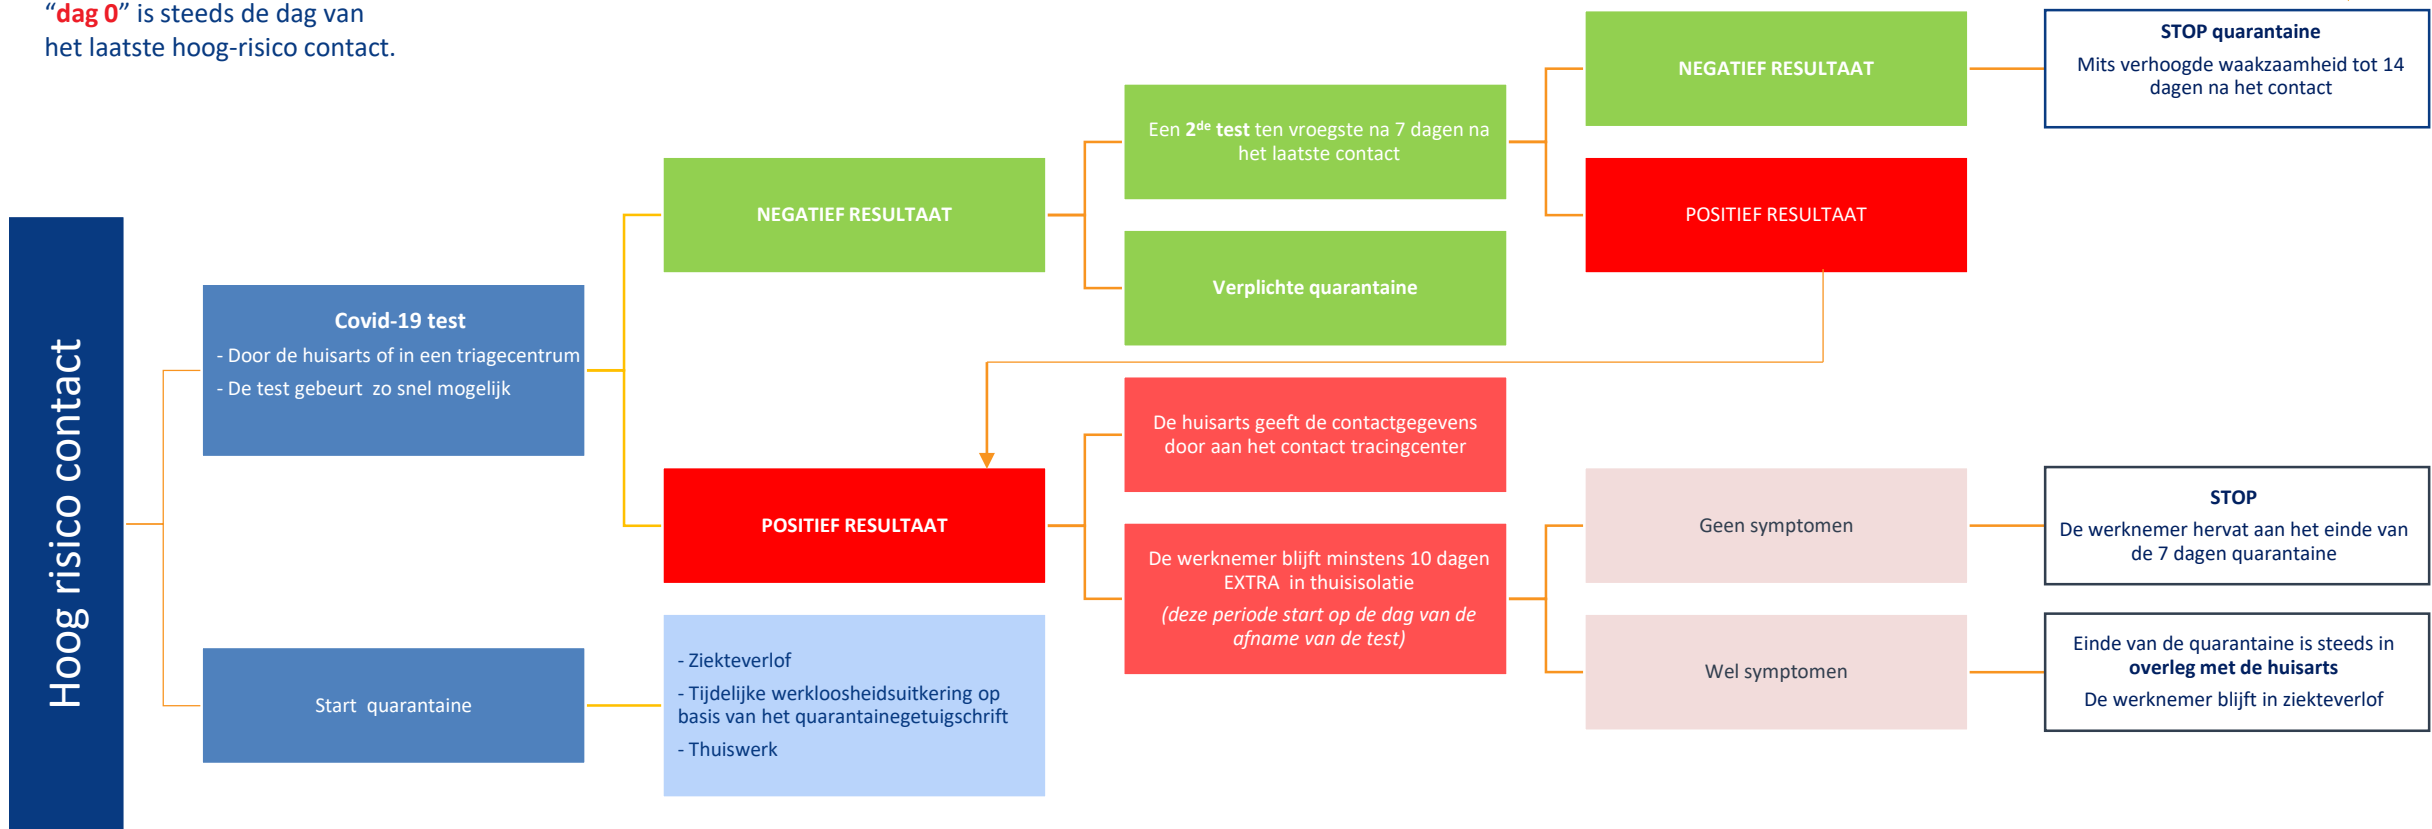 “dag 0” is steeds de dag van
het laatste hoog-risico contact.
Hoog risico contact
Covid-19 test
- Door de huisarts of in een triagecentrum
- De test gebeurt  zo snel mogelijk
Start  quarantaine
NEGATIEF RESULTAAT
POSITIEF RESULTAAT
- Ziekteverlof
- Tijdelijke werkloosheidsuitkering op
basis van het quarantainegetuigschrift
- Thuiswerk
Een 2de test ten vroegste na 7 dagen na
het laatste contact
Verplichte quarantaine
De huisarts geeft de contactgegevens
door aan het contact tracingcenter
De werknemer blijft minstens 10 dagen
EXTRA  in thuisisolatie
(deze periode start op de dag van de
afname van de test)
NEGATIEF RESULTAAT
POSITIEF RESULTAAT
Geen symptomen
Wel symptomen
STOP quarantaine
Mits verhoogde waakzaamheid tot 14
dagen na het contact
STOP
De werknemer hervat aan het einde van
de 7 dagen quarantaine
Einde van de quarantaine is steeds in
overleg met de huisarts
De werknemer blijft in ziekteverlof